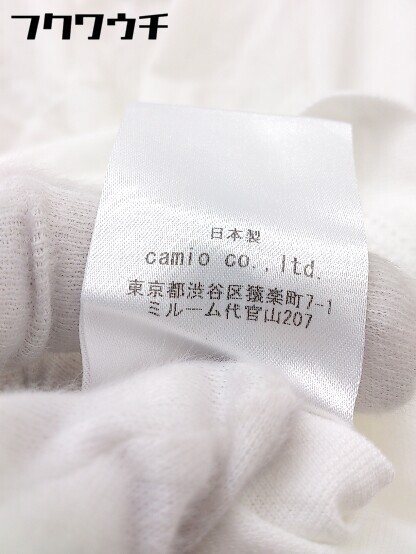 フクワウチ
日本製
camio co.,ltd.
東京都渋谷区猿楽町7-1
ミルーム代官山207